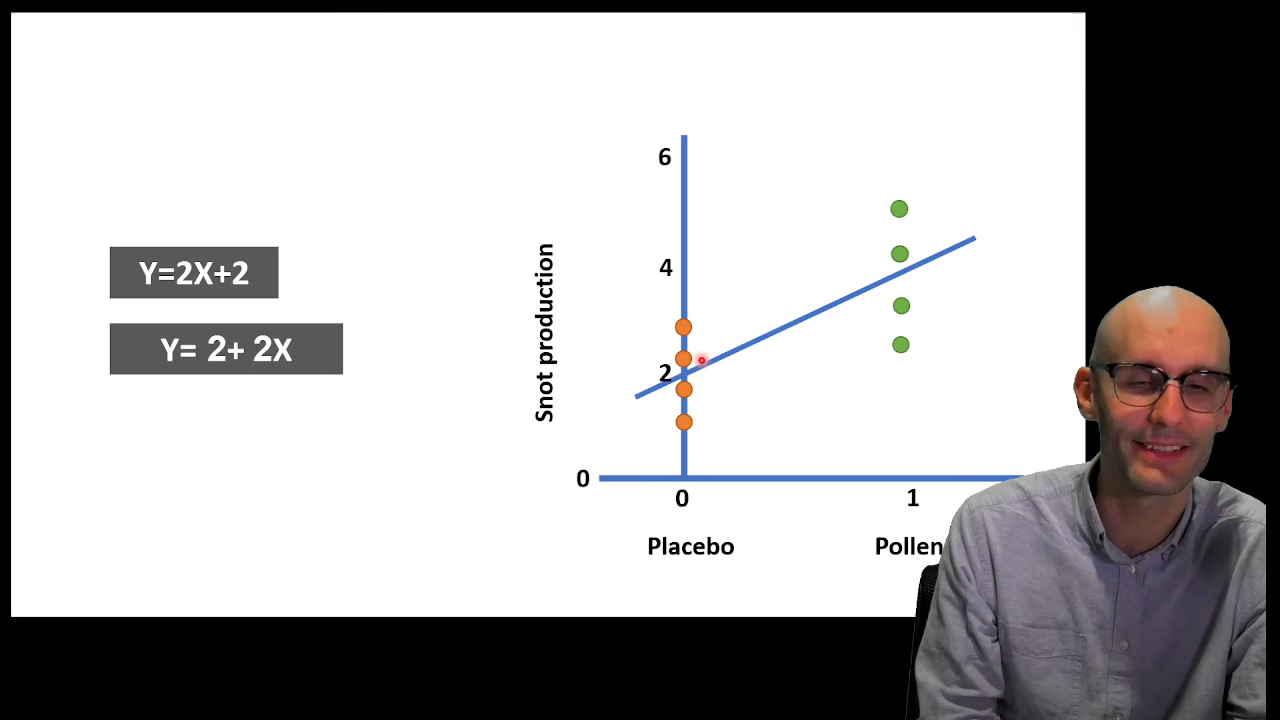 Y=2X+2
Y= 2+ 2X
Snot production
6
4
2
0
0 1
Placebo Pollen